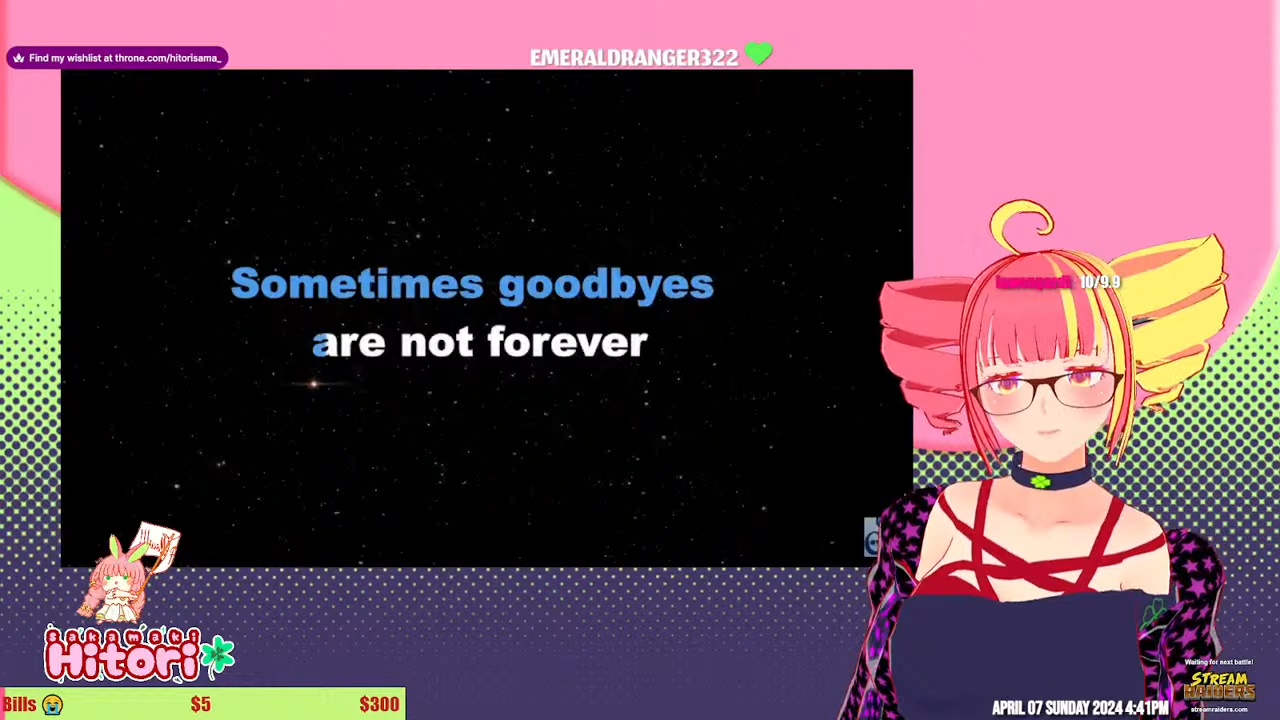 Find my wishlist at throne.com/hitorisama_
EMERALDRANGER322
Sometimes goodbyes
are not forever
10/9.9
Sakamaki
Hitori
Bills 😭 $5 $300
Waiting for next battle!
STREAM
RAIDERS
streamraiders.com
APRIL 07 SUNDAY 2024 4:41PM